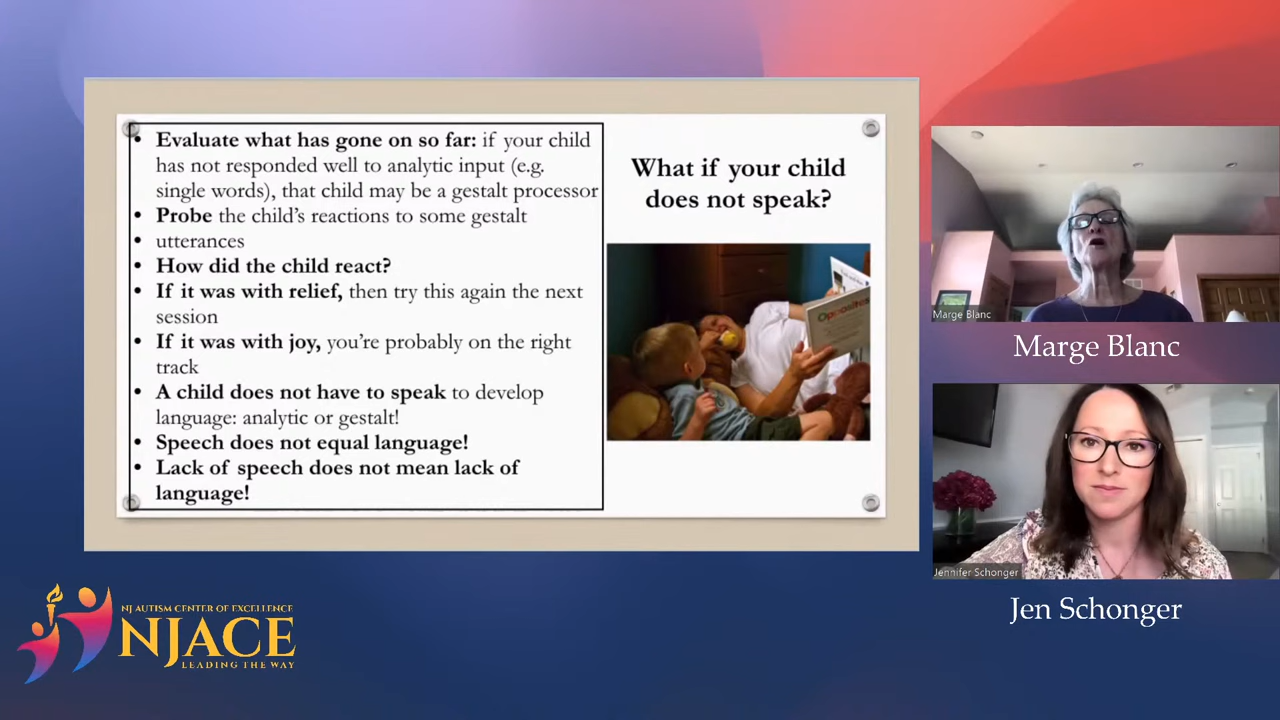 • Evaluate what has gone on so far: if your child
has not responded well to analytic input (e.g.
single words), that child may be a gestalt processor
• Probe the child's reactions to some gestalt
• utterances
• How did the child react?
• If it was with relief, then try this again the next
session
• If it was with joy, you're probably on the right
track
• A child does not have to speak to develop
language: analytic or gestalt!
• Speech does not equal language!
• Lack of speech does not mean lack of
language!
What if your child
does not speak?
Opposites
Marge Blanc
Marge Blanc
Jennifer Schonger
Jen Schonger
NJ AUTISM CENTER OF EXCELLENCE
NJACE
LEADING THE WAY